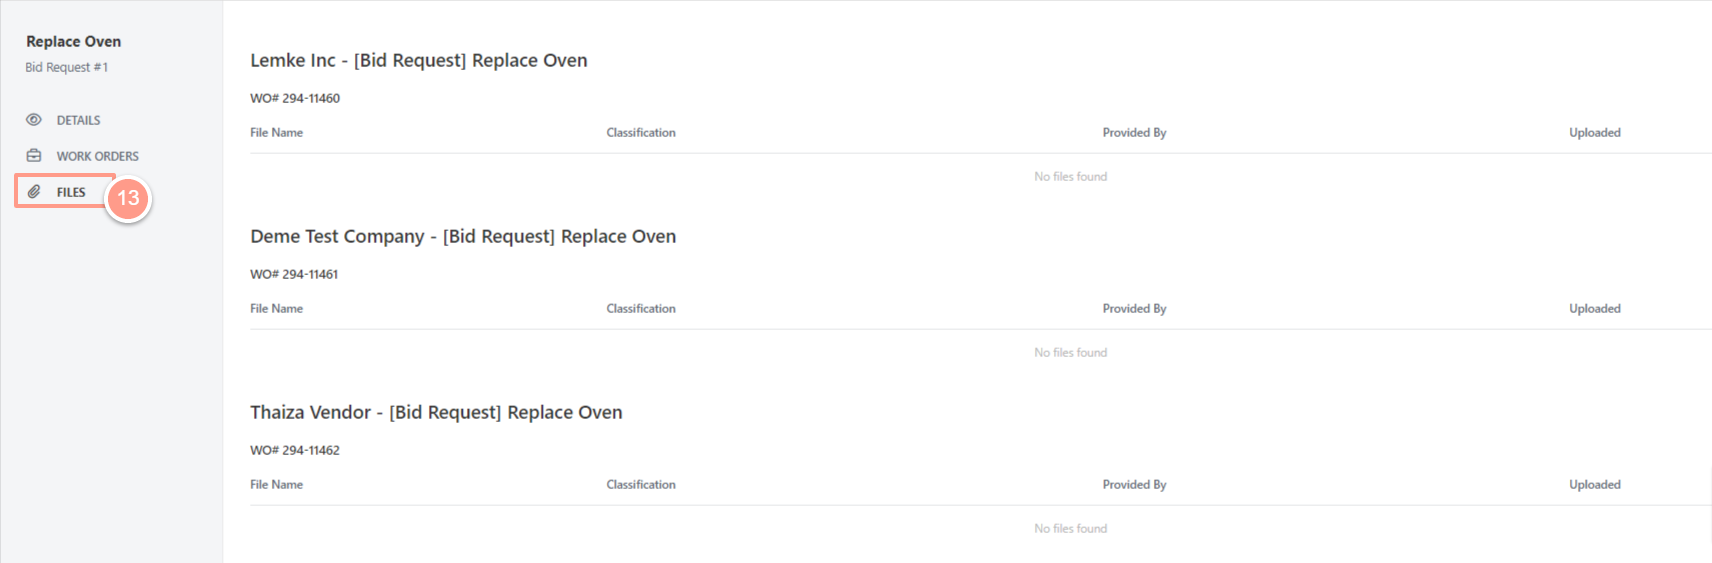 Replace Oven
Bid Request #1
DETAILS
WORK ORDERS
FILES
13
Lemke Inc - [Bid Request] Replace Oven
WO# 294-11460
File Name Classification Provided By Uploaded
No files found
Deme Test Company - [Bid Request] Replace Oven
WO# 294-11461
File Name Classification Provided By Uploaded
No files found
Thaiza Vendor - [Bid Request] Replace Oven
WO# 294-11462
File Name Classification Provided By Uploaded
No files found